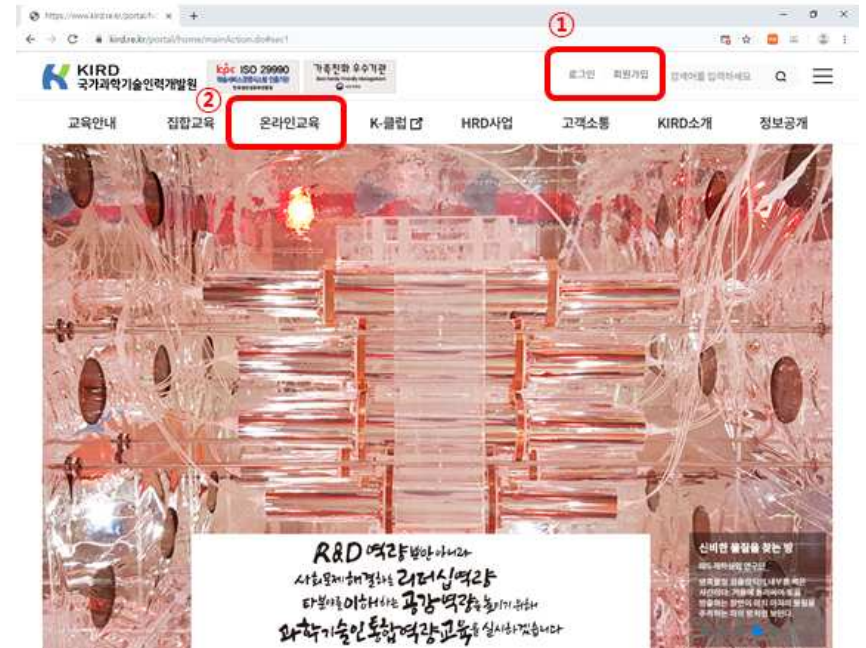 https://www.kird.re.kr/portal/h
kird.re.kr/portal/home/mainAction.do#sec1
①
KIRD
국가과학기술인력개발원
kpc ISO 29990
가족친화 우수기관
로그인 회원가입 검색어를 입력하세요
②
교육안내 집합교육 온라인교육 K-클럽 HRD사업 고객소통 KIRD소개 정보공개
R&D역량뿐만아니라
사회문제해결하는리더십역량
타분야를이해하는공감역량을높이기위해
과학기술인통합역량교육을실시하겠습니다
신비한 물질을 찾는 방